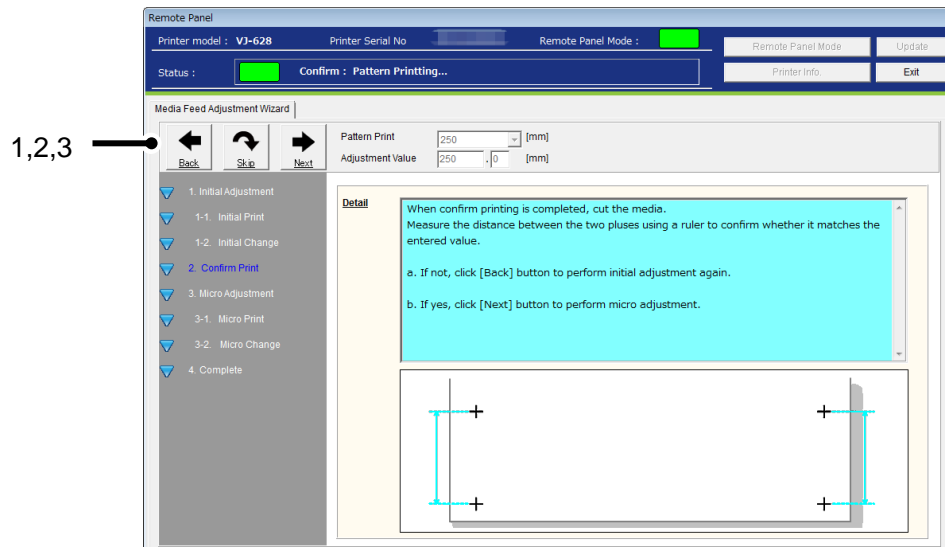 Remote Panel
Printer model : VJ-628 Printer Serial No Remote Panel Mode : Remote Panel Mode Update
Status : Confirm : Pattern Printting... Printer Info. Exit
Media Feed Adjustment Wizard
1,2,3
Back Skip Next
Pattern Print 250 [mm]
Adjustment Value 250 . 0 [mm]
1. Initial Adjustment
1-1. Initial Print
1-2. Initial Change
2. Confirm Print
3. Micro Adjustment
3-1. Micro Print
3-2. Micro Change
4. Complete
Detail
When confirm printing is completed, cut the media.
Measure the distance between the two pluses using a ruler to confirm whether it matches the
entered value.
a. If not, click [Back] button to perform initial adjustment again.
b. If yes, click [Next] button to perform micro adjustment.